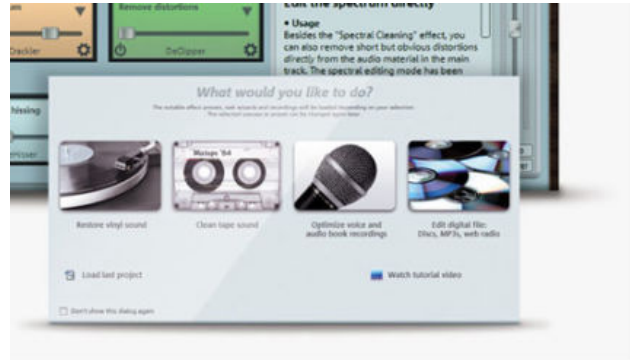 Remove distortions
Crackler
DeClipper
Edit the spectrum directly
• Usage
Besides the "Spectral Cleaning" effect, you
can also remove short but obvious distortions
directly from the audio material in the main
track. The spectral editing mode has been
hissing
What would you like to do?
Mixtape '84
Restore vinyl sound
Clean tape sound
Optimize voice and
audio book recordings
Edit digital file:
Discs, MP3s, web radio
Load last project
Watch tutorial video
Don't show this dialog again